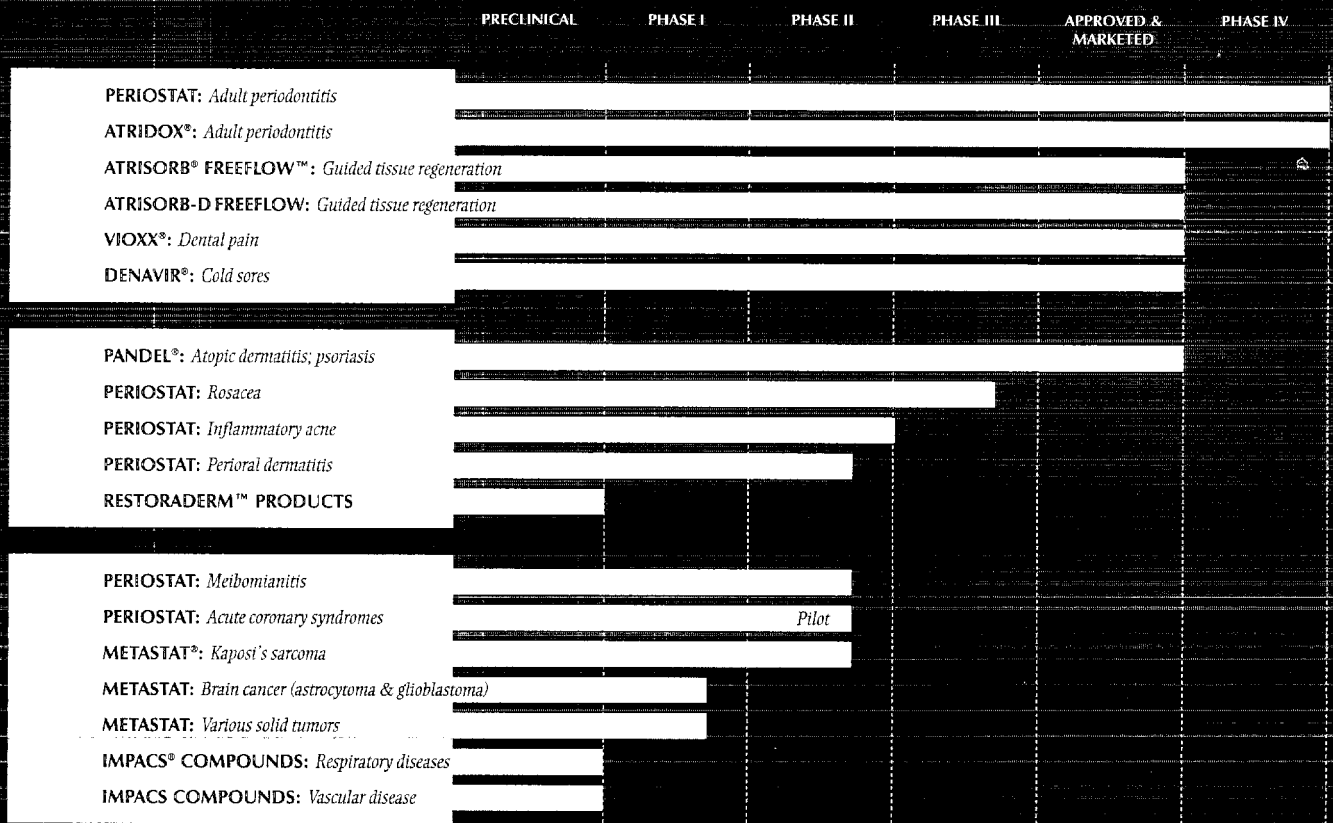 PRECLINICAL PHASE I PHASE II PHASE III APPROVED & PHASE IV
MARKETED
PERIOSTAT: Adult periodontitis
ATRIDOX®: Adult periodontitis
ATRISORB® FREEFLOW™: Guided tissue regeneration
ATRISORB-D FREEFLOW: Guided tissue regeneration
VIOXX®: Dental pain
DENAVIR®: Cold sores
PANDEL®: Atopic dermatitis; psoriasis
PERIOSTAT: Rosacea
PERIOSTAT: Inflammatory acne
PERIOSTAT: Perioral dermatitis
RESTORADERM™ PRODUCTS
PERIOSTAT: Meibomianitis
PERIOSTAT: Acute coronary syndromes Pilot
METASTAT®: Kaposi's sarcoma
METASTAT: Brain cancer (astrocytoma & glioblastoma)
METASTAT: Various solid tumors
IMPACS® COMPOUNDS: Respiratory diseases
IMPACS COMPOUNDS: Vascular disease